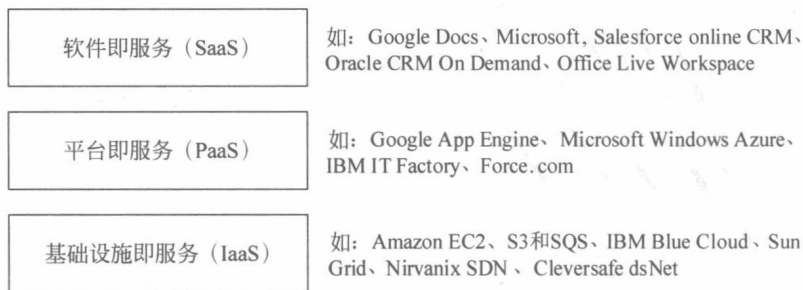 软件即服务（SaaS）
如：Google Docs、Microsoft, Salesforce online CRM、
Oracle CRM On Demand、Office Live Workspace
平台即服务（PaaS）
如：Google App Engine、Microsoft Windows Azure、
IBM IT Factory、Force.com
基础设施即服务（IaaS）
如：Amazon EC2、S3和SQS、IBM Blue Cloud、Sun
Grid、Nirvanix SDN 、Cleversafe dsNet